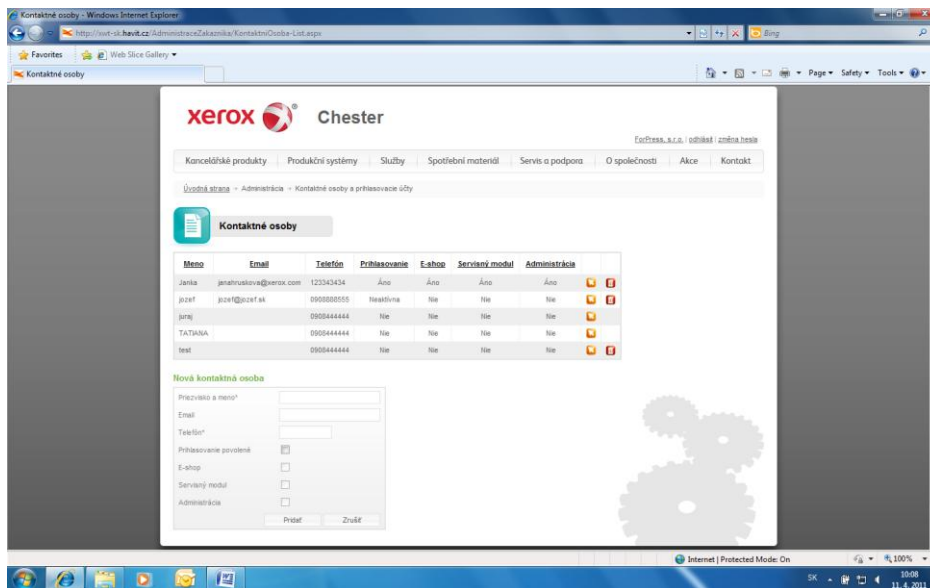 Kontaktné osoby - Windows Internet Explorer
http://xwt-sk.havit.cz/AdministraceZakaznika/KontaktniOsoba-List.aspx
Bing
Favorites Web Slice Gallery
Kontaktné osoby
Page Safety Tools
xerox Chester
ForPress, s.r.o. | odhlásit | změna hesla
Kancelářské produkty Produkční systémy Služby Spotřební materiál Servis a podpora O společnosti Akce Kontakt
Úvodná strana Administrácia Kontaktné osoby a prihlasovacie účty
Kontaktné osoby
Meno Email Telefón Prihlasovanie E-shop Servisný modul Administrácia
Janka janahruskova@xerox.com 123343434 Áno Áno Áno Áno
jozef jozef@jozef.sk 0908888555 Neaktívna Nie Nie Nie
juraj 0908444444 Nie Nie Nie Nie
TATIANA 0908444444 Nie Nie Nie Nie
test 0908444444 Nie Nie Nie Nie
Nová kontaktná osoba
Priezvisko a meno*
Email
Telefón*
Prihlasovanie povolené
E-shop
Servisný modul
Administrácia
Pridať Zrušiť
Internet | Protected Mode: On 100%
SK 10:08
11. 4. 2011